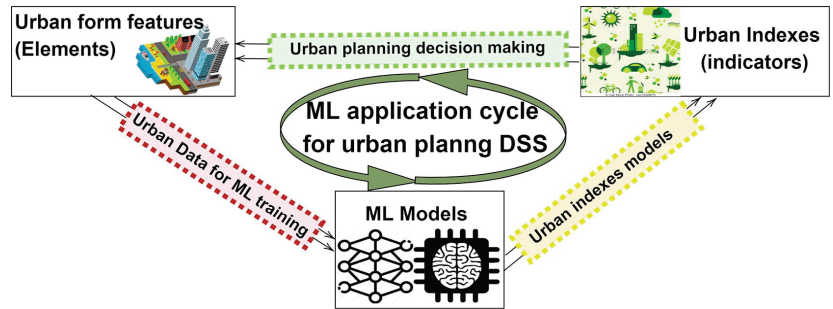 Urban form features
(Elements)
Urban planning decision making
Urban Indexes
(indicators)
ML application cycle
for urban planng DSS
Urban Data for ML training
ML Models
Urban indexes models